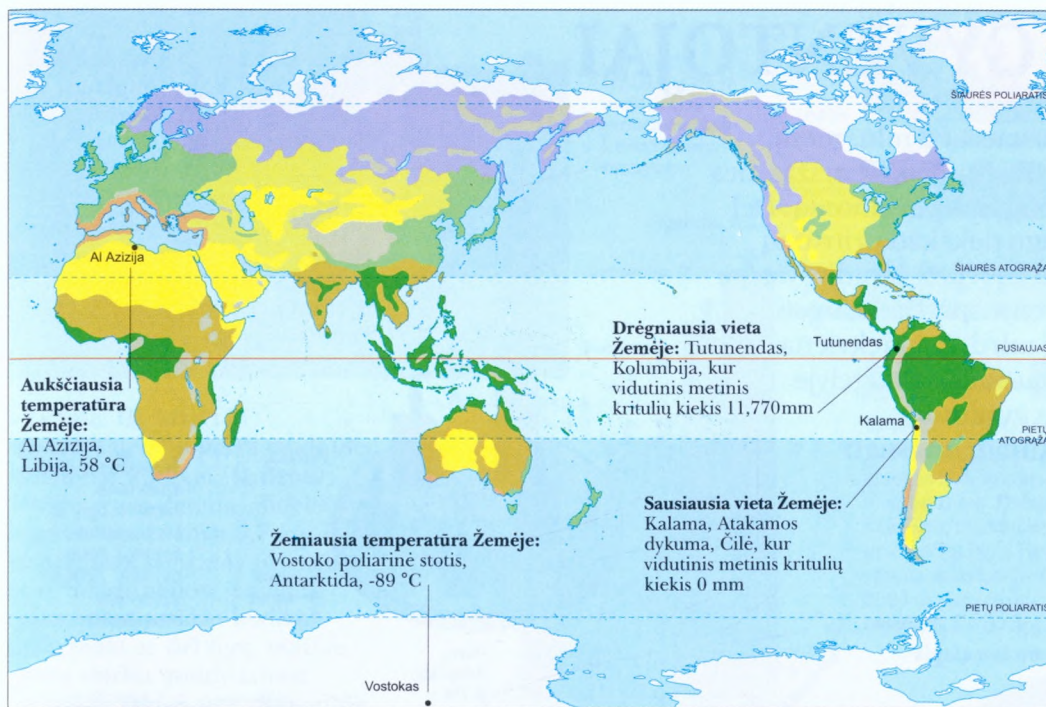 ŠIAURĖS POLIARATIS
Al Azizija
ŠIAURĖS ATOGRĄŽA
Drėgniausia vieta
Žemėje: Tutunendas,
Kolumbija, kur
vidutinis metinis
kritulių kiekis 11,770mm
Tutunendas
PUSIAUJAS
Aukščiausia
temperatūra
Žemėje:
Al Azizija,
Libija, 58 °C
Kalama
PIETŲ
ATOGRĄŽA
Sausiausia vieta Žemėje:
Kalama, Atakamos
dykuma, Čilė, kur
vidutinis metinis kritulių
kiekis 0 mm
Žemiausia temperatūra Žemėje:
Vostoko poliarinė stotis,
Antarktida, -89 °C
PIETŲ POLIARATIS
Vostokas